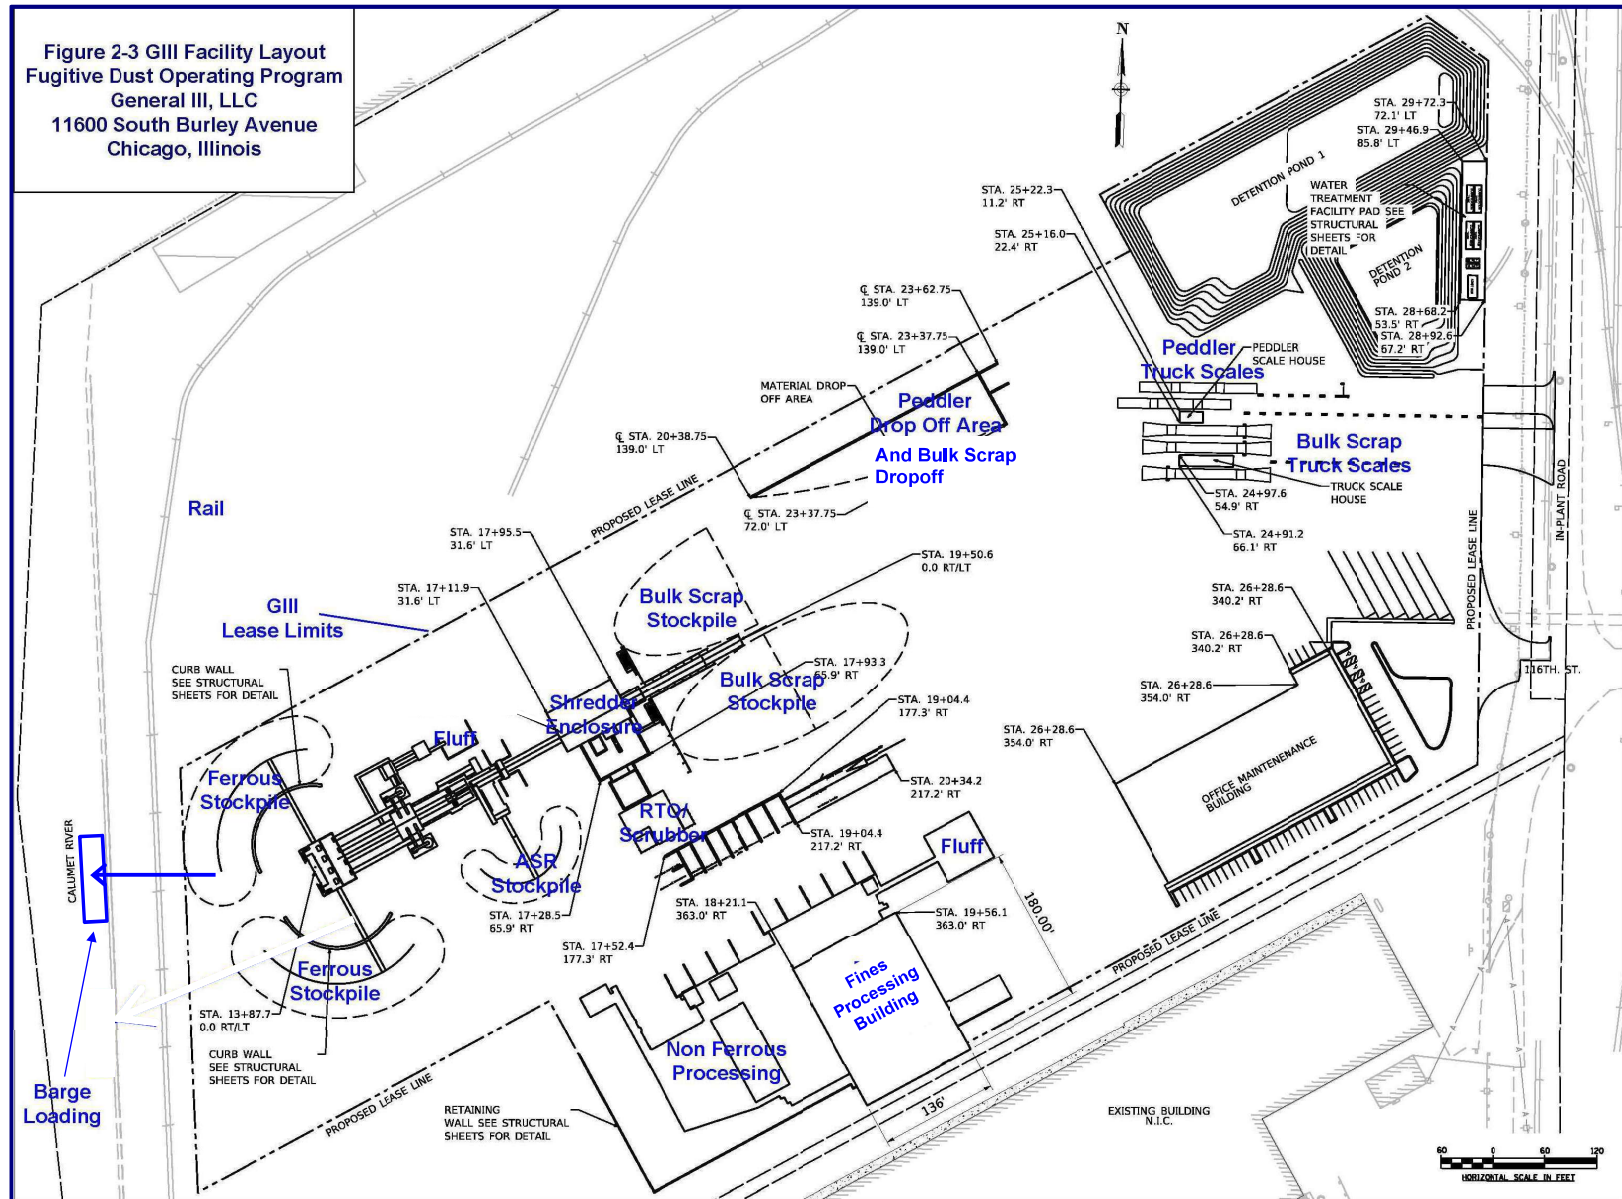 Figure 2-3 GIII Facility Layout
Fugitive Dust Operating Program
General III, LLC
11600 South Burley Avenue
Chicago, Illinois
N
STA. 29+72.3
72.1' LT
STA. 29+46.9
85.8' LT
DETENTION POND 1
WATER
TREATMENT
FACILITY PAD SEE
STRUCTURAL
SHEETS FOR
DETAIL
DETENTION
POND 2
STA. 25+22.3
11.2' RT
STA. 25+16.0
22.4' RT
STA. 28+68.2
53.5' RT
STA. 28+92.6
67.2' RT
℄ STA. 23+62.75
139.0' LT
℄ STA. 23+37.75
139.0' LT
Peddler
Truck Scales
PEDDLER
SCALE HOUSE
MATERIAL DROP
OFF AREA
Peddler
Drop Off Area
And Bulk Scrap
Dropoff
℄ STA. 20+38.75
139.0' LT
℄ STA. 23+37.75
72.0' LT
Bulk Scrap
Truck Scales
TRUCK SCALE
HOUSE
STA. 24+97.6
54.9' RT
STA. 24+91.2
66.1' RT
IN-PLANT ROAD
PROPOSED LEASE LINE
116TH. ST.
Rail
PROPOSED LEASE LINE
STA. 17+95.5
31.6' LT
STA. 19+50.6
0.0 RT/LT
STA. 17+11.9
31.6' LT
GIII
Lease Limits
Bulk Scrap
Stockpile
STA. 26+28.6
340.2' RT
STA. 26+28.6
340.2' RT
STA. 26+28.6
354.0' RT
STA. 26+28.6
354.0' RT
CURB WALL
SEE STRUCTURAL
SHEETS FOR DETAIL
STA. 17+93.3
65.9' RT
Bulk Scrap
Stockpile
Shredder
Enclosure
STA. 19+04.4
177.3' RT
Fluff
Ferrous
Stockpile
STA. 20+34.2
217.2' RT
OFFICE MAINTENANCE
BUILDING
RTO/
Scrubber
STA. 19+04.4
217.2' RT
Fluff
ASR
Stockpile
CALUMET RIVER
STA. 17+28.5
65.9' RT
STA. 18+21.1
363.0' RT
STA. 19+56.1
363.0' RT
180.00'
STA. 17+52.4
177.3' RT
PROPOSED LEASE LINE
Ferrous
Stockpile
Fines
Processing
Building
STA. 13+87.7
0.0 RT/LT
CURB WALL
SEE STRUCTURAL
SHEETS FOR DETAIL
Non Ferrous
Processing
Barge
Loading
PROPOSED LEASE LINE
RETAINING
WALL SEE STRUCTURAL
SHEETS FOR DETAIL
136'
EXISTING BUILDING
N.I.C.
60 0 60 120
HORIZONTAL SCALE IN FEET